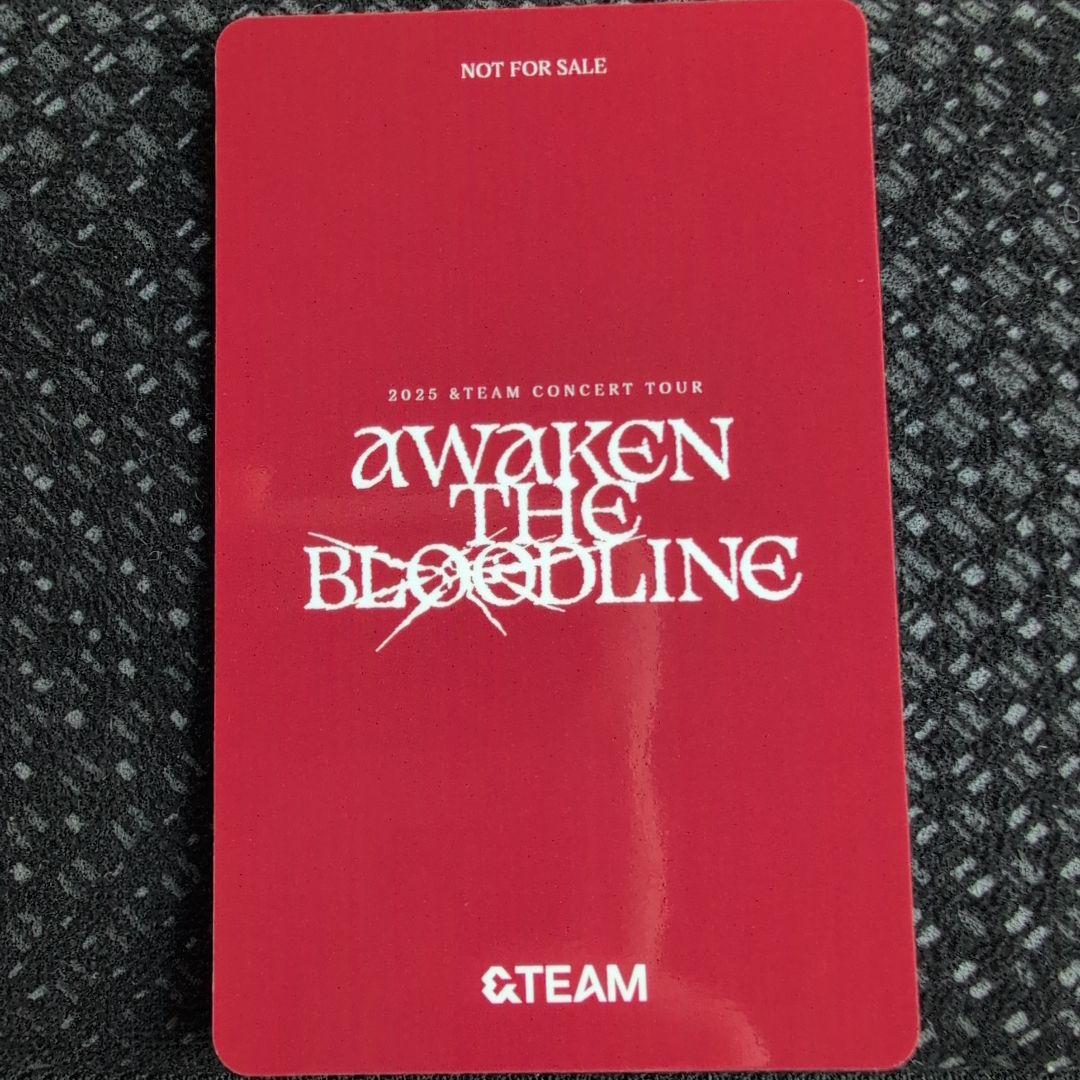 NOT FOR SALE
2025 &TEAM CONCERT TOUR
AWAKEN
THE
BLOODLINE
&TEAM